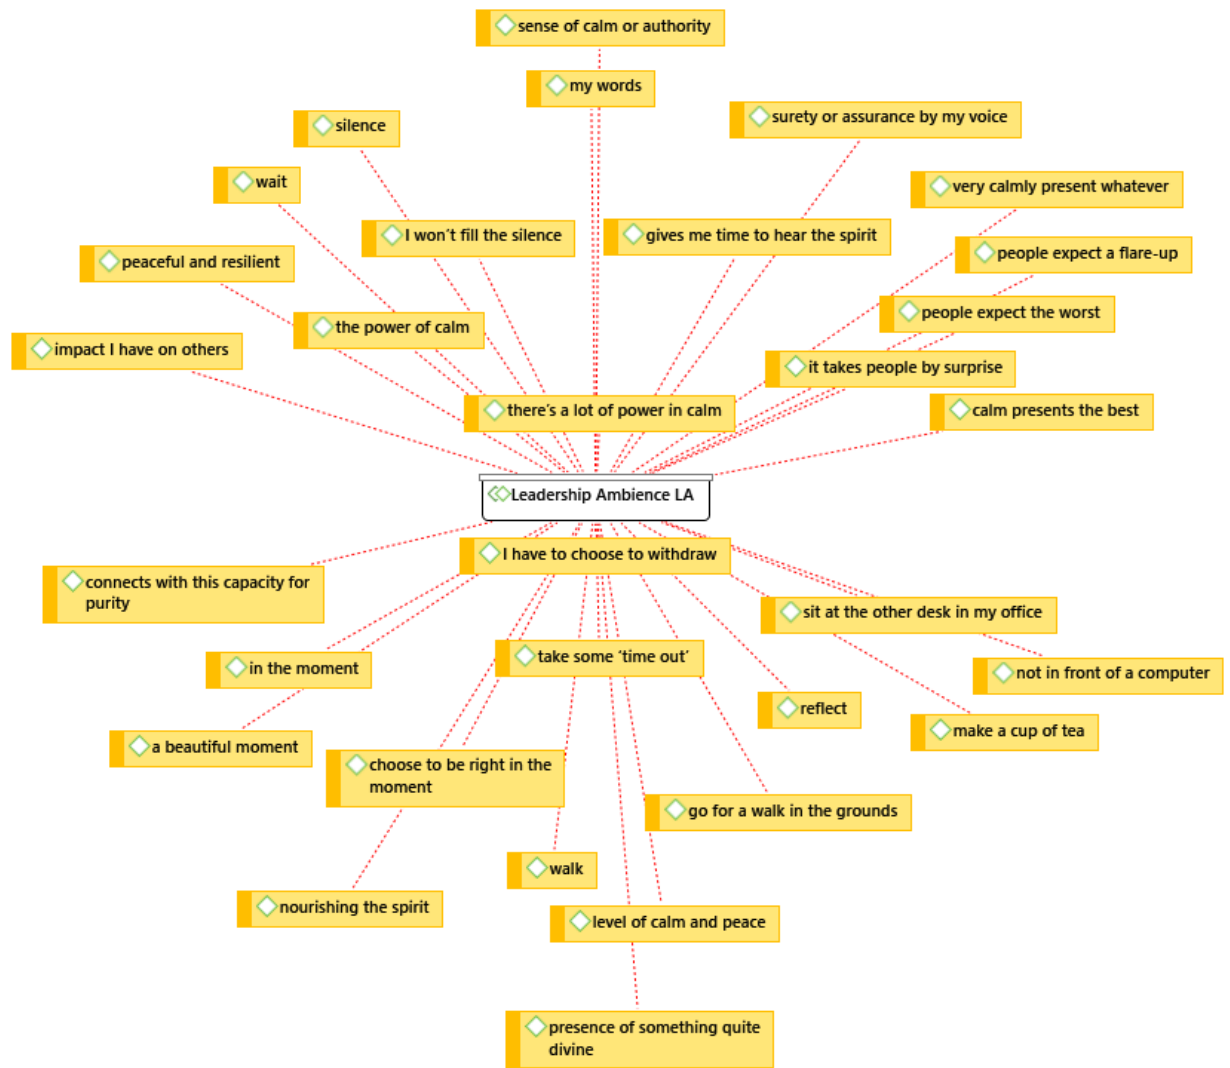 sense of calm or authority
my words
surety or assurance by my voice
silence
wait
very calmly present whatever
I won't fill the silence
gives me time to hear the spirit
people expect a flare-up
peaceful and resilient
people expect the worst
the power of calm
impact I have on others
it takes people by surprise
there's a lot of power in calm
calm presents the best
Leadership Ambience LA
I have to choose to withdraw
connects with this capacity for
purity
sit at the other desk in my office
take some ‘time out’
in the moment
not in front of a computer
reflect
make a cup of tea
a beautiful moment
choose to be right in the
moment
go for a walk in the grounds
walk
nourishing the spirit
level of calm and peace
presence of something quite
divine